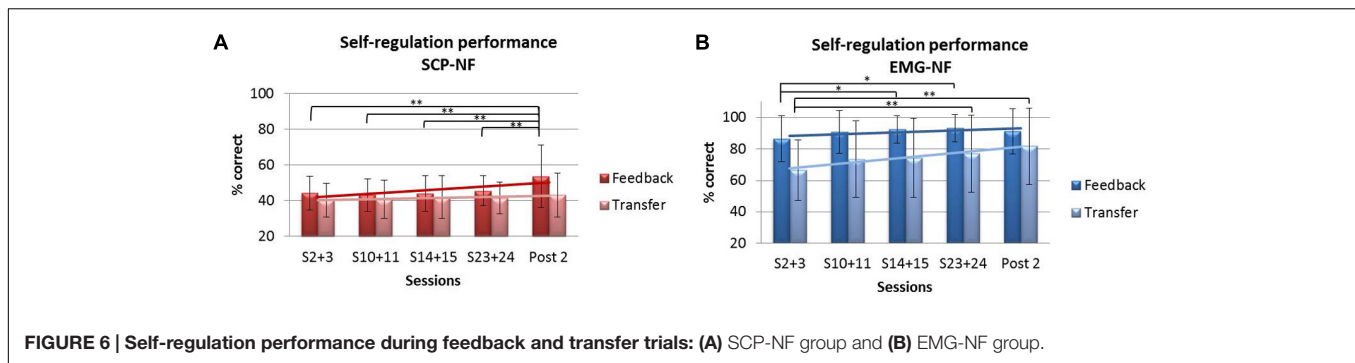 A
Self-regulation performance
SCP-NF
**
**
**
**
100
80
60
40
20
% correct
S2+3 S10+11 S14+15 S23+24 Post 2
Sessions
Feedback
Transfer
B
Self-regulation performance
EMG-NF
*
*
**
**
100
80
60
40
20
% correct
S2+3 S10+11 S14+15 S23+24 Post 2
Sessions
Feedback
Transfer
FIGURE 6 | Self-regulation performance during feedback and transfer trials: (A) SCP-NF group and (B) EMG-NF group.